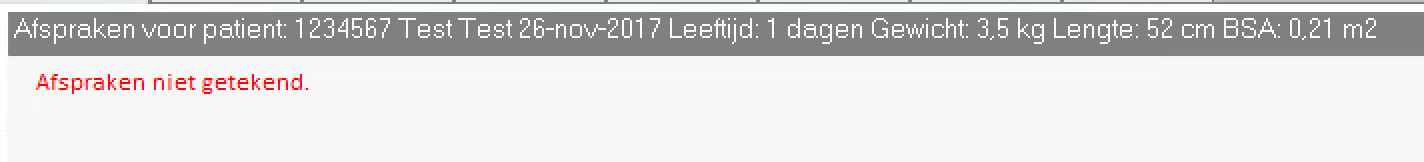 Afspraken voor patient: 1234567 Test Test 26-nov-2017 Leeftijd: 1 dagen Gewicht: 3,5 kg Lengte: 52 cm BSA: 0,21 m2
Afspraken niet getekend.